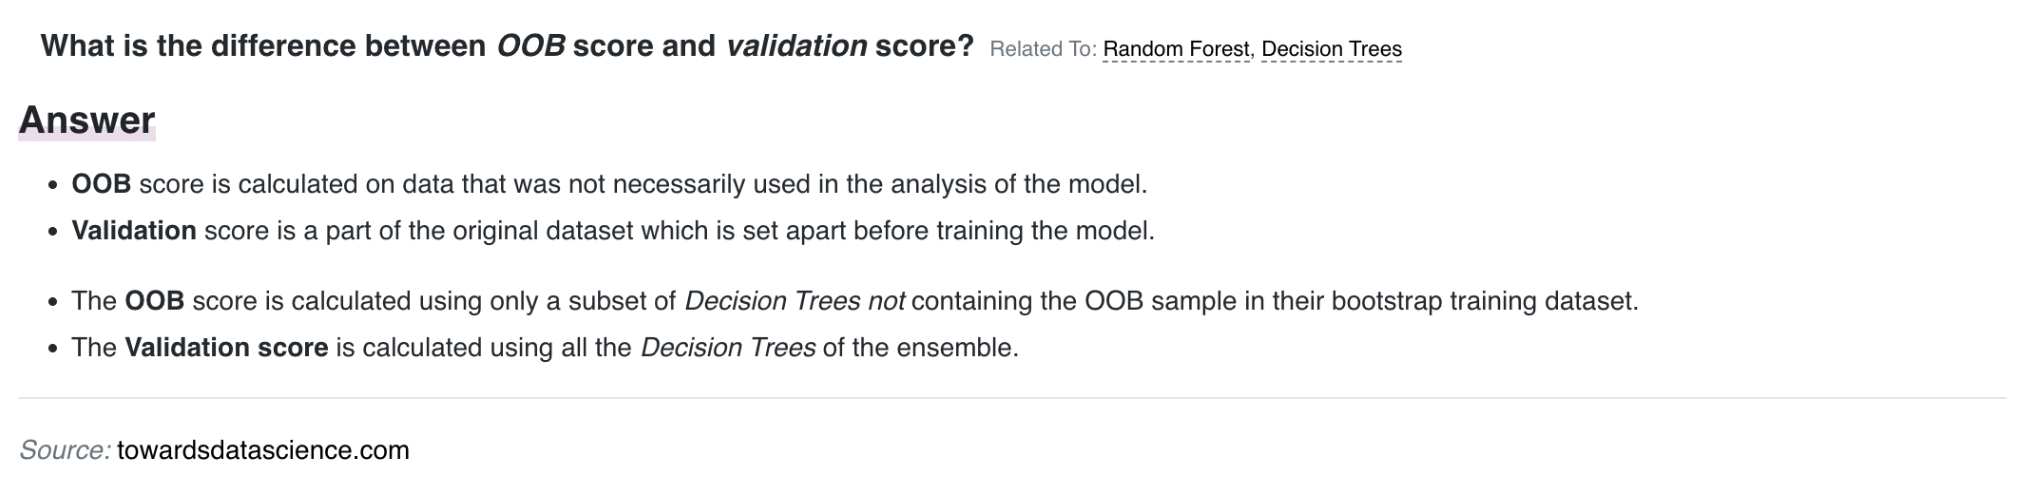 What is the difference between OOB score and validation score? Related To: Random Forest, Decision Trees
Answer
• OOB score is calculated on data that was not necessarily used in the analysis of the model.
• Validation score is a part of the original dataset which is set apart before training the model.
• The OOB score is calculated using only a subset of Decision Trees not containing the OOB sample in their bootstrap training dataset.
• The Validation score is calculated using all the Decision Trees of the ensemble.
Source: towardsdatascience.com